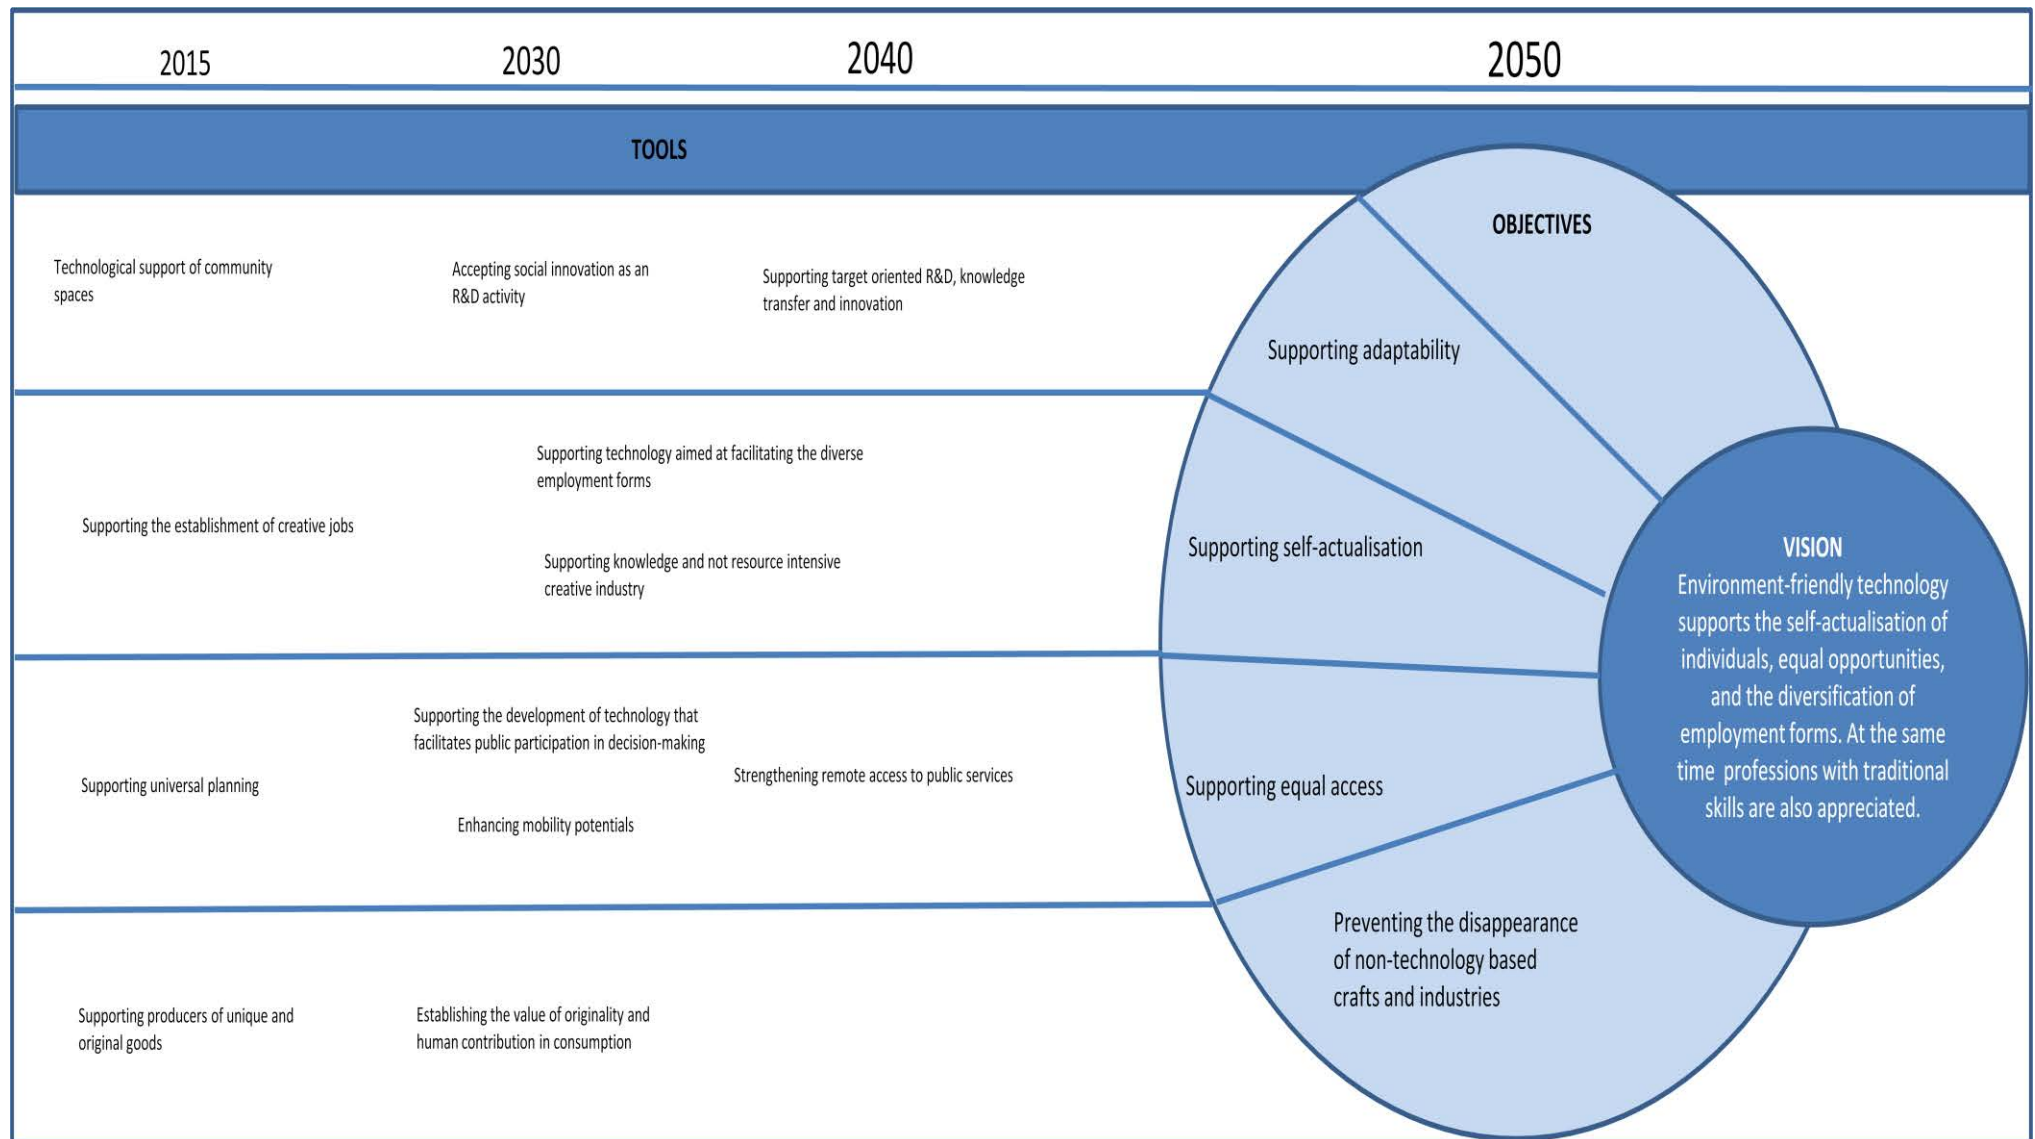 2015
2030
2040
2050
TOOLS
OBJECTIVES
Technological support of community
spaces
Accepting social innovation as an
R&D activity
Supporting target oriented R&D, knowledge
transfer and innovation
Supporting adaptability
Supporting the establishment of creative jobs
Supporting technology aimed at facilitating the diverse
employment forms
Supporting knowledge and not resource intensive
creative industry
Supporting self-actualisation
Supporting universal planning
Supporting the development of technology that
facilitates public participation in decision-making
Enhancing mobility potentials
Strengthening remote access to public services
Supporting equal access
Supporting producers of unique and
original goods
Establishing the value of originality and
human contribution in consumption
Preventing the disappearance
of non-technology based
crafts and industries
VISION
Environment-friendly technology
supports the self-actualisation of
individuals, equal opportunities,
and the diversification of
employment forms. At the same
time professions with traditional
skills are also appreciated.